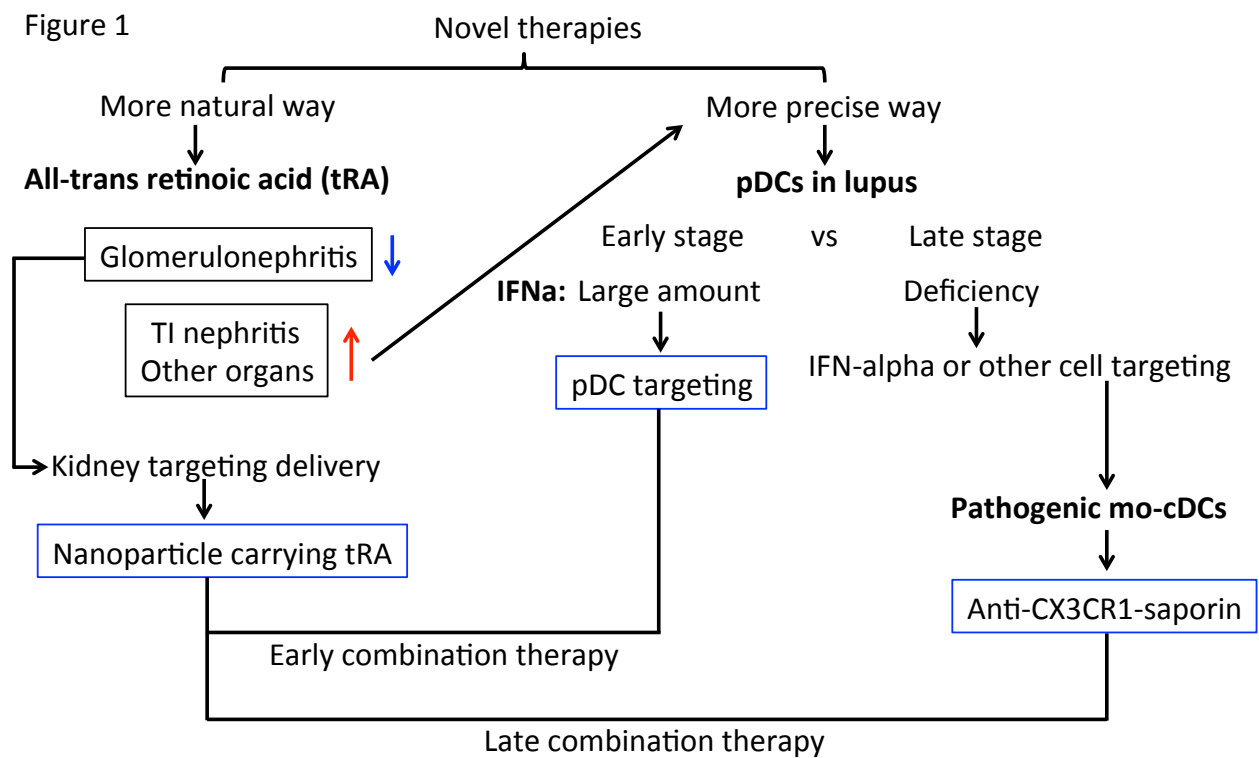 Figure 1
Novel therapies
More natural way
More precise way
All-trans retinoic acid (tRA)
pDCs in lupus
Glomerulonephritis
Early stage vs Late stage
IFNa: Large amount
Deficiency
TI nephritis
Other organs
pDC targeting
IFN-alpha or other cell targeting
Kidney targeting delivery
Pathogenic mo-cDCs
Nanoparticle carrying tRA
Anti-CX3CR1-saporin
Early combination therapy
Late combination therapy